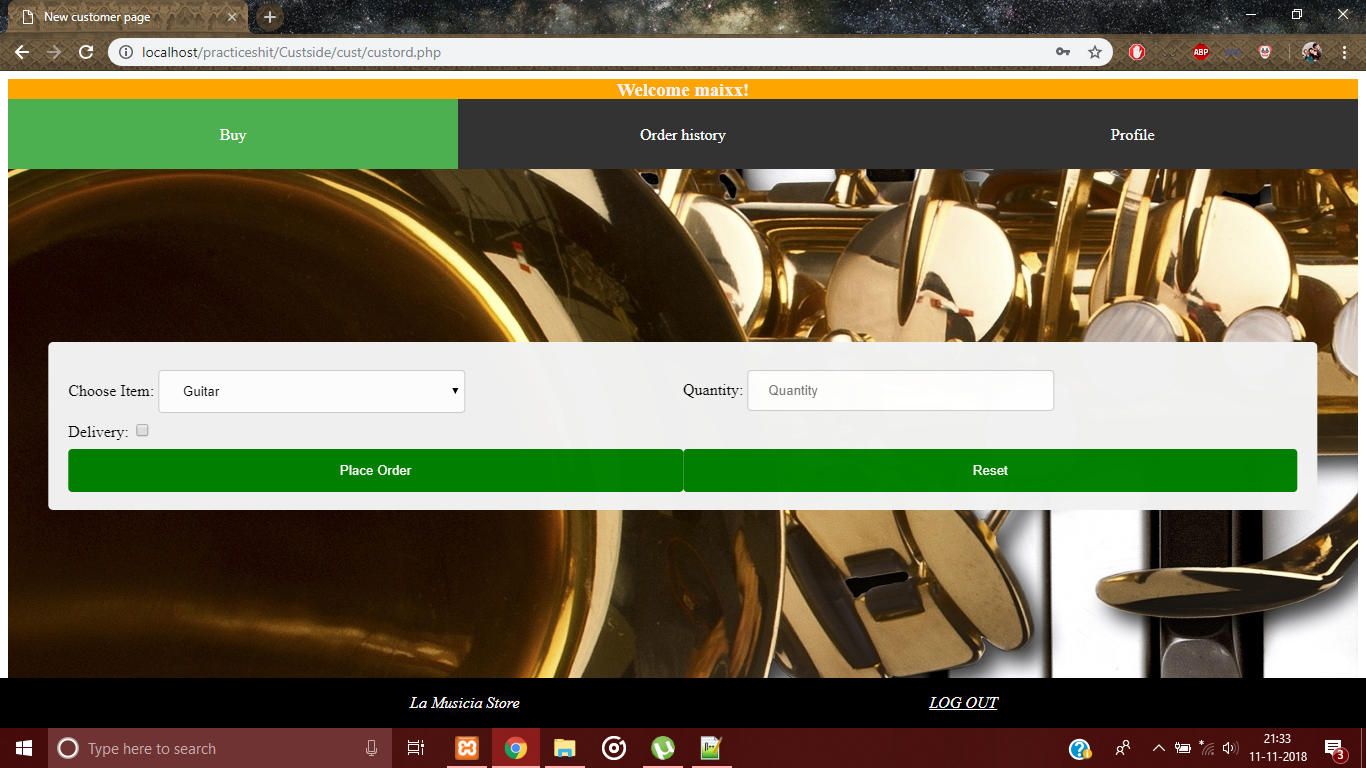 New customer page
localhost/practiceshit/Custside/cust/custord.php
ABP
Welcome maixx!
Buy Order history Profile
Choose Item: Guitar Quantity: Quantity
Delivery:
Place Order Reset
La Musicia Store LOG OUT
Type here to search
21:33
11-11-2018
3